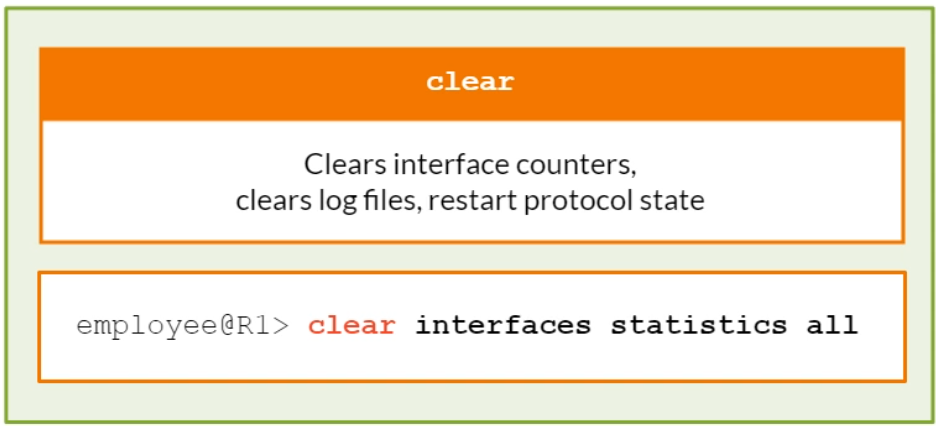 clear
Clears interface counters,
clears log files, restart protocol state
employee@R1> clear interfaces statistics all